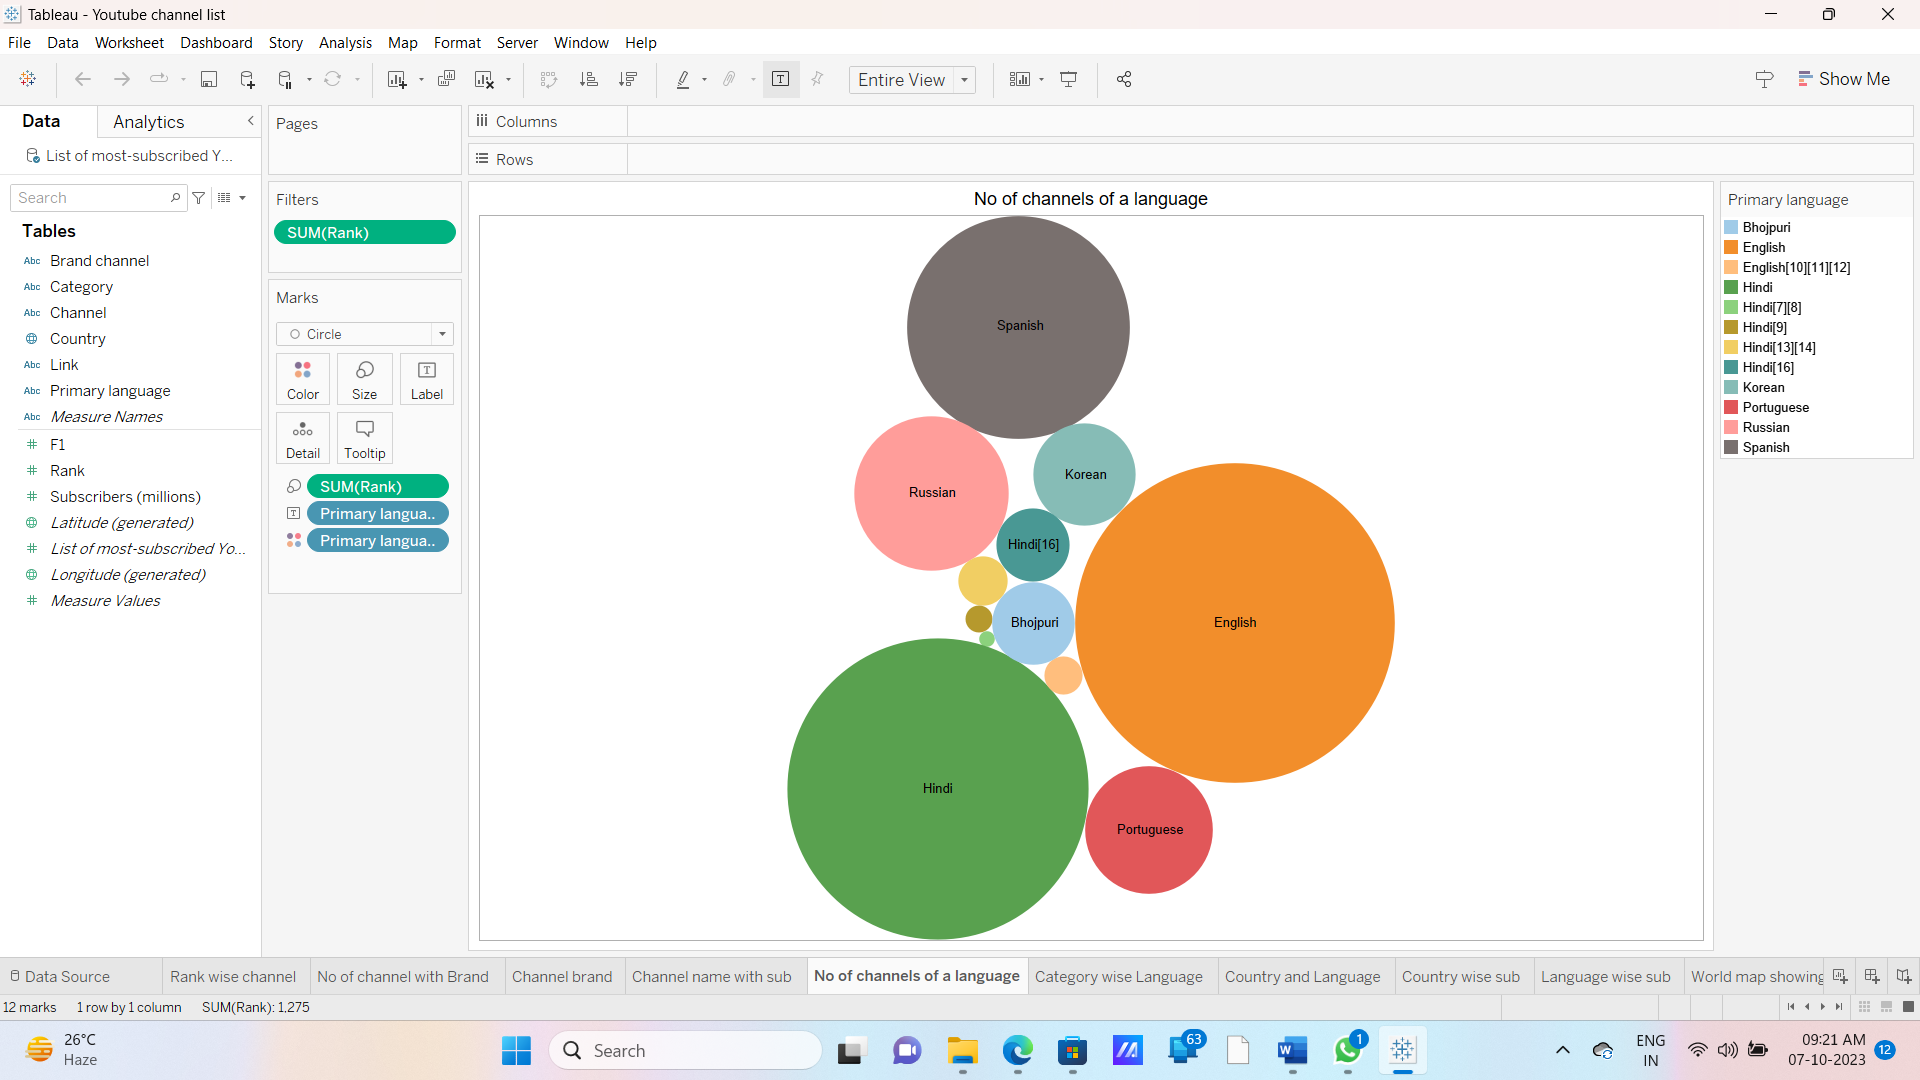 Tableau - Youtube channel list
File Data Worksheet Dashboard Story Analysis Map Format Server Window Help
Entire View
Show Me
Data Analytics
List of most-subscribed Y...
Search
Tables
Abc Brand channel
Abc Category
Abc Channel
Country
Abc Link
Abc Primary language
Abc Measure Names
# F1
# Rank
# Subscribers (millions)
Latitude (generated)
# List of most-subscribed Yo...
Longitude (generated)
# Measure Values
Pages
Filters
SUM(Rank)
Marks
Circle
Color Size Label
Detail Tooltip
SUM(Rank)
Primary langua..
Primary langua..
Columns
Rows
No of channels of a language
Spanish
Russian
Korean
Hindi[16]
Bhojpuri
English
Hindi
Portuguese
Primary language
Bhojpuri
English
English[10][11][12]
Hindi
Hindi[7][8]
Hindi[9]
Hindi[13][14]
Hindi[16]
Korean
Portuguese
Russian
Spanish
Data Source Rank wise channel No of channel with Brand Channel brand Channel name with sub No of channels of a language Category wise Language Country and Language Country wise sub Language wise sub World map showing
12 marks 1 row by 1 column SUM(Rank): 1,275
26°C
Haze
Search
63
1
ENG
IN
09:21 AM
07-10-2023
12